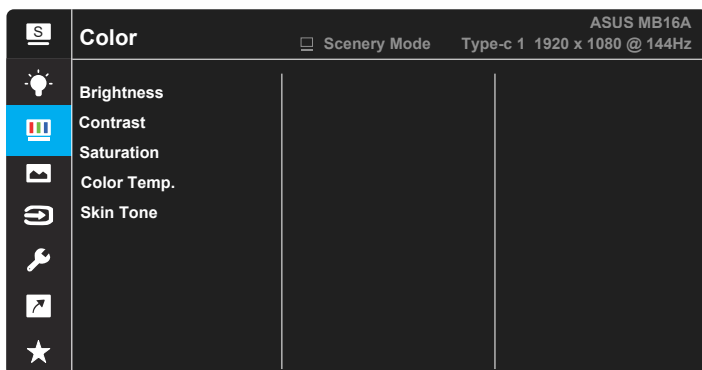 S
ASUS MB16A
Color
Scenery Mode Type-c 1 1920 x 1080 @ 144Hz
Brightness
Contrast
Saturation
Color Temp.
Skin Tone